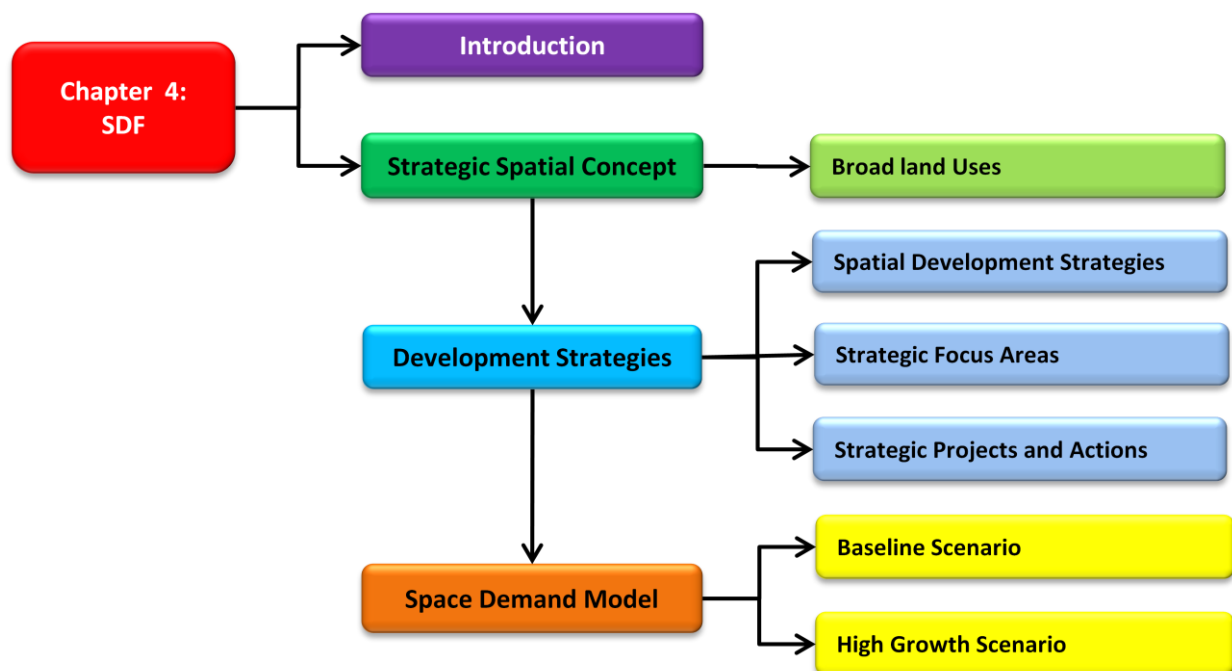 Introduction
Chapter 4:
SDF
Strategic Spatial Concept
Broad land Uses
Spatial Development Strategies
Development Strategies
Strategic Focus Areas
Strategic Projects and Actions
Baseline Scenario
Space Demand Model
High Growth Scenario